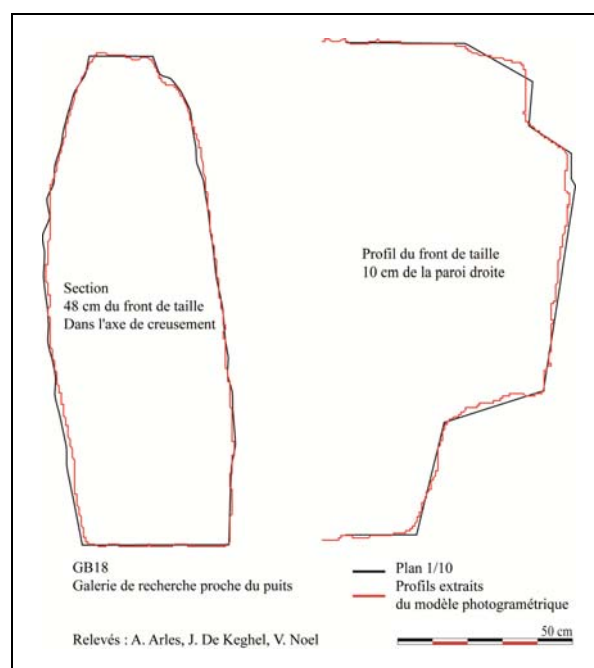 Section
48 cm du front de taille
Dans l'axe de creusement
Profil du front de taille
10 cm de la paroi droite
GB18
Galerie de recherche proche du puits
Relevés : A. Arles, J. De Keghel, V. Noel
Plan 1/10
Profils extraits
du modèle photogramétrique
50 cm